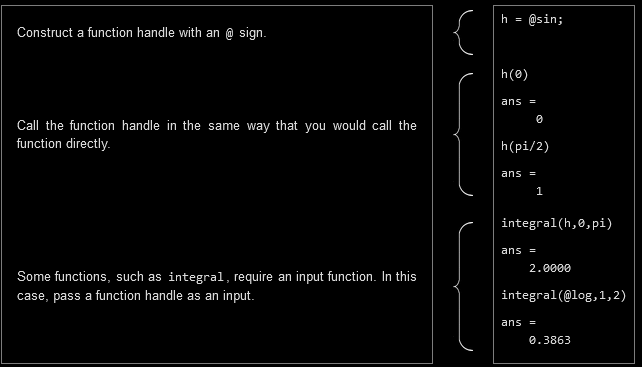 Construct a function handle with an @ sign.
h = @sin;
Call the function handle in the same way that you would call the
function directly.
h(0)
ans =
0
h(pi/2)
ans =
1
Some functions, such as integral, require an input function. In this
case, pass a function handle as an input.
integral(h,0,pi)
ans =
2.0000
integral(@log,1,2)
ans =
0.3863